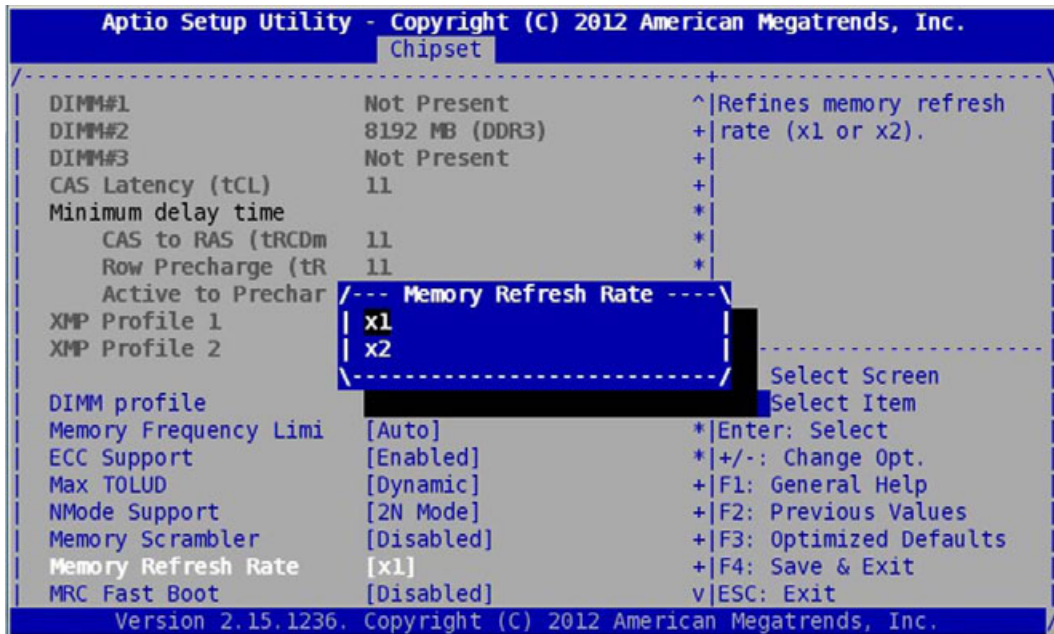 Aptio Setup Utility - Copyright (C) 2012 American Megatrends, Inc.
Chipset
DIMM#1 Not Present ^|Refines memory refresh
DIMM#2 8192 MB (DDR3) +|rate (x1 or x2).
DIMM#3 Not Present +|
CAS Latency (tCL) 11 +|
Minimum delay time *|
CAS to RAS (tRCDm 11 *|
Row Precharge (tR 11 *|
Active to Prechar /--- Memory Refresh Rate ----\
XMP Profile 1 | x1 |
XMP Profile 2 | x2 |
\----------------------------/ Select Screen
DIMM profile Select Item
Memory Frequency Limi [Auto] *|Enter: Select
ECC Support [Enabled] *|+/-: Change Opt.
Max TOLUD [Dynamic] +|F1: General Help
NMode Support [2N Mode] +|F2: Previous Values
Memory Scrambler [Disabled] +|F3: Optimized Defaults
Memory Refresh Rate [x1] +|F4: Save & Exit
MRC Fast Boot [Disabled] v|ESC: Exit
Version 2.15.1236. Copyright (C) 2012 American Megatrends, Inc.